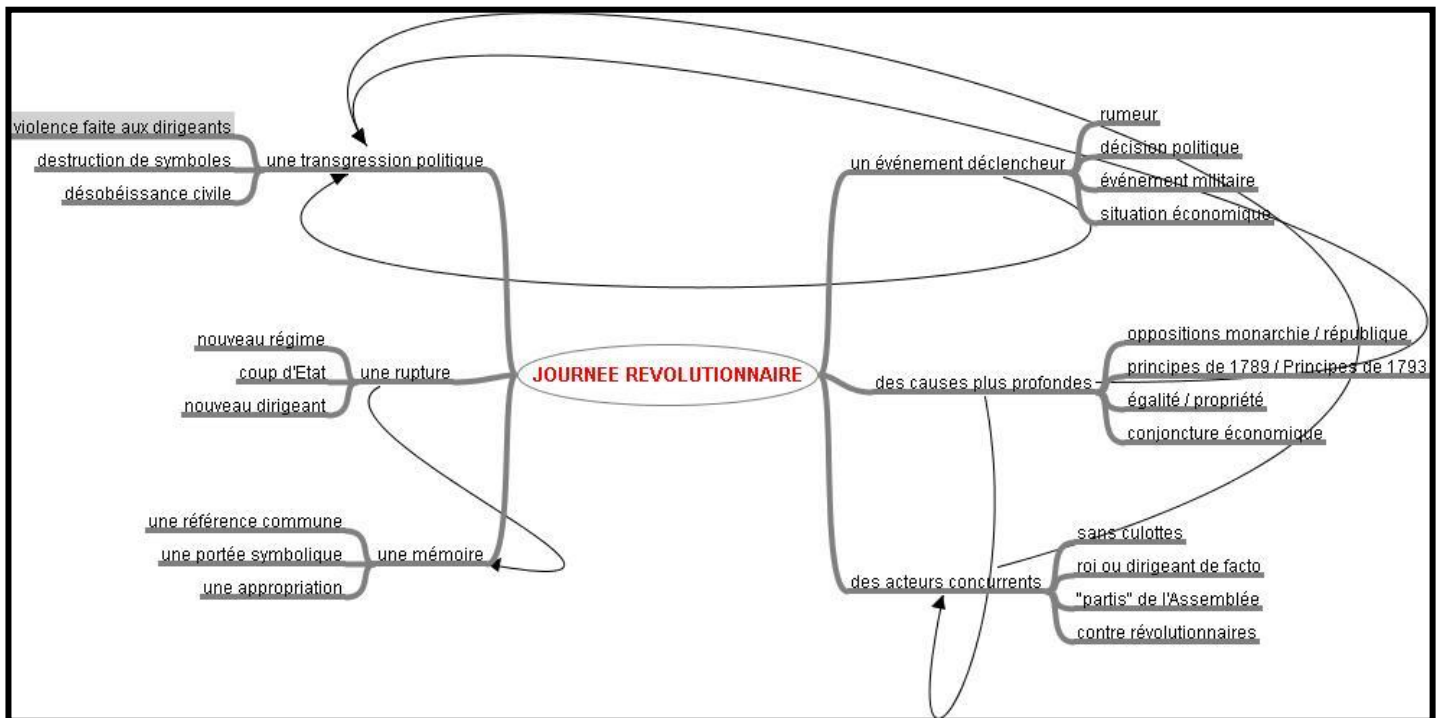 violence faite aux dirigeants
destruction de symboles
désobéissance civile
une transgression politique
nouveau régime
coup d'Etat
nouveau dirigeant
une rupture
une référence commune
une portée symbolique
une appropriation
une mémoire
JOURNEE REVOLUTIONNAIRE
un événement déclencheur
rumeur
décision politique
événement militaire
situation économique
des causes plus profondes
oppositions monarchie / république
principes de 1789 / Principes de 1793
égalité / propriété
conjoncture économique
des acteurs concurrents
sans culottes
roi ou dirigeant de facto
"partis" de l'Assemblée
contre révolutionnaires